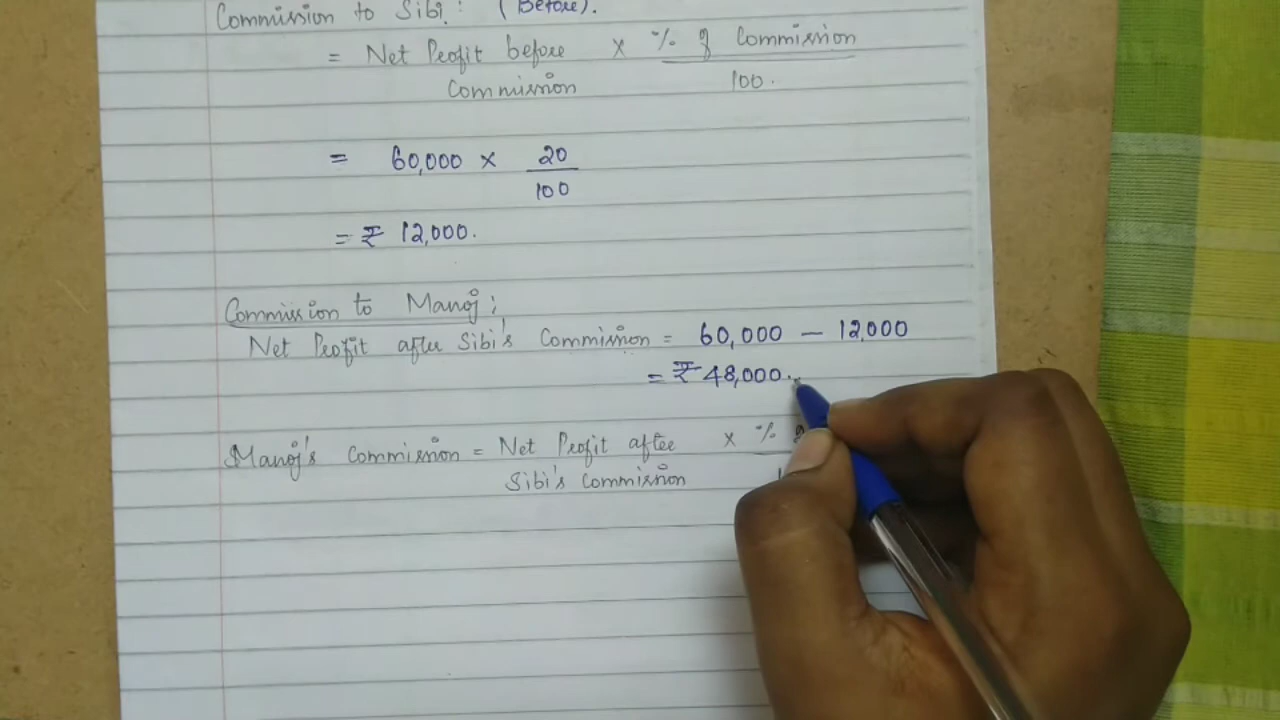 Commission to Sibi: (Before).
= Net Profit before × % of Commission
Commission 100.
= 60,000 × 20
100
= ₹ 12,000.
Commission to Manoj:
Net Profit after Sibi's Commission = 60,000 — 12,000
= ₹ 48,000.
Manoj's Commission = Net Profit after × %
Sibi's Commission